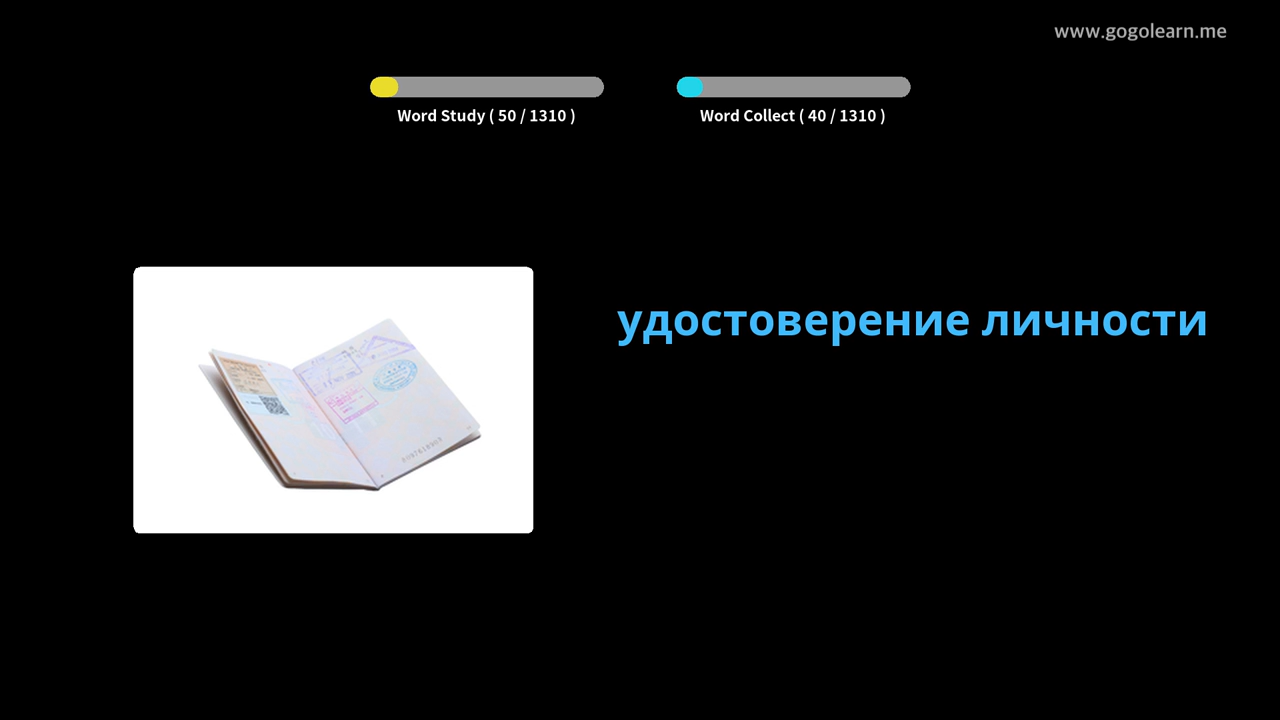 www.gogolearn.me
Word Study ( 50 / 1310 )
Word Collect ( 40 / 1310 )
удостоверение личности